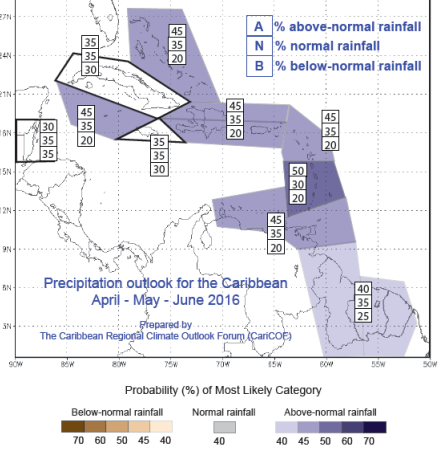 27N
24N
21N
18N
15N
12N
9N
6N
3N
A % above-normal rainfall
N % normal rainfall
B % below-normal rainfall
45
35
20
35
35
30
45
35
20
45
35
20
45
35
20
30
35
35
35
35
30
50
30
20
45
35
20
40
35
25
Precipitation outlook for the Caribbean
April - May - June 2016
Prepared by
The Caribbean Regional Climate Outlook Forum (CariCOF)
90W 85W 80W 75W 70W 65W 60W 55W 50W
Probability (%) of Most Likely Category
Below-normal rainfall Normal rainfall Above-normal rainfall
70 60 50 45 40 40 40 45 50 60 70